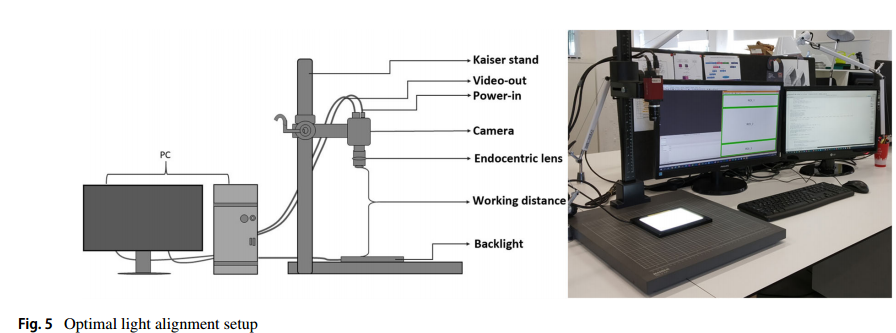 PC
Kaiser stand
Video-out
Power-in
Camera
Endocentric lens
Working distance
Backlight
Fig. 5 Optimal light alignment setup